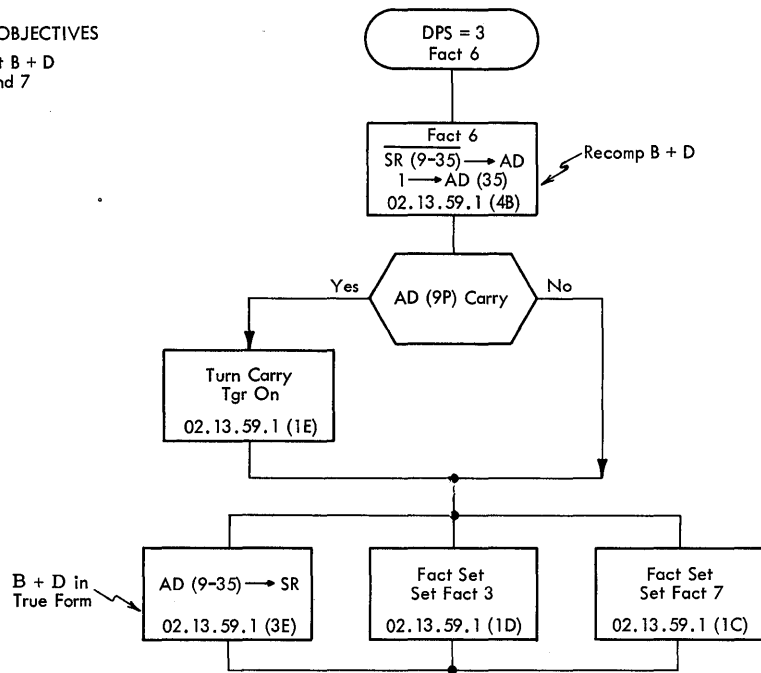 OBJECTIVES
B + D
nd 7
DPS = 3
Fact 6
Fact 6
SR (9-35) → AD
1 → AD (35)
02.13.59.1 (4B)
Recomp B + D
AD (9P) Carry
Yes
No
Turn Carry
Tgr On
02.13.59.1 (1E)
B + D in
True Form
AD (9-35) → SR
02.13.59.1 (3E)
Fact Set
Set Fact 3
02.13.59.1 (1D)
Fact Set
Set Fact 7
02.13.59.1 (1C)